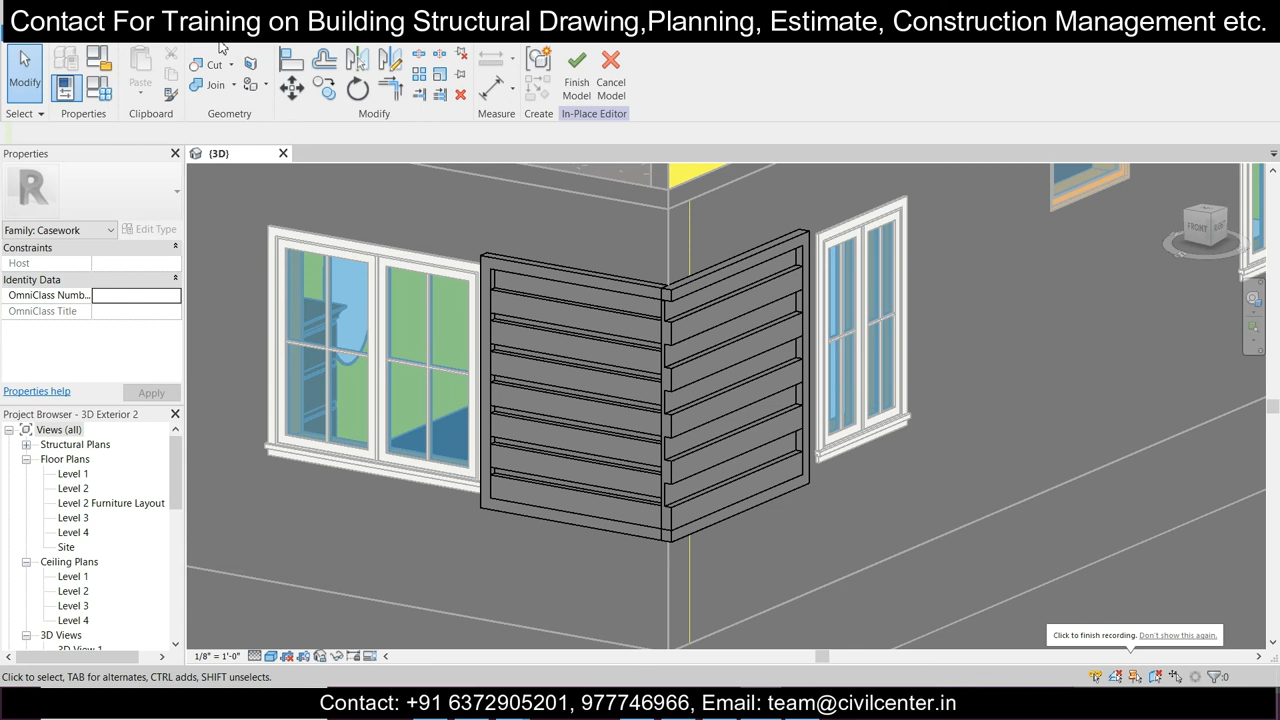 Contact For Training on Building Structural Drawing,Planning, Estimate, Construction Management etc.
Modify
Cut
Join
Paste
Finish Model
Cancel Model
Select
Properties
Clipboard
Geometry
Modify
Measure
Create
In-Place Editor
Properties
{3D}
R
Family: Casework
Edit Type
Constraints
Host
Identity Data
OmniClass Numb...
OmniClass Title
Properties help
Apply
Project Browser - 3D Exterior 2
Views (all)
Structural Plans
Floor Plans
Level 1
Level 2
Level 2 Furniture Layout
Level 3
Level 4
Site
Ceiling Plans
Level 1
Level 2
Level 3
Level 4
3D Views
FRONT
Click to finish recording. Don't show this again.
1/8" = 1'-0"
Click to select, TAB for alternates, CTRL adds, SHIFT unselects.
:0
Contact: +91 6372905201, 977746966, Email: team@civilcenter.in